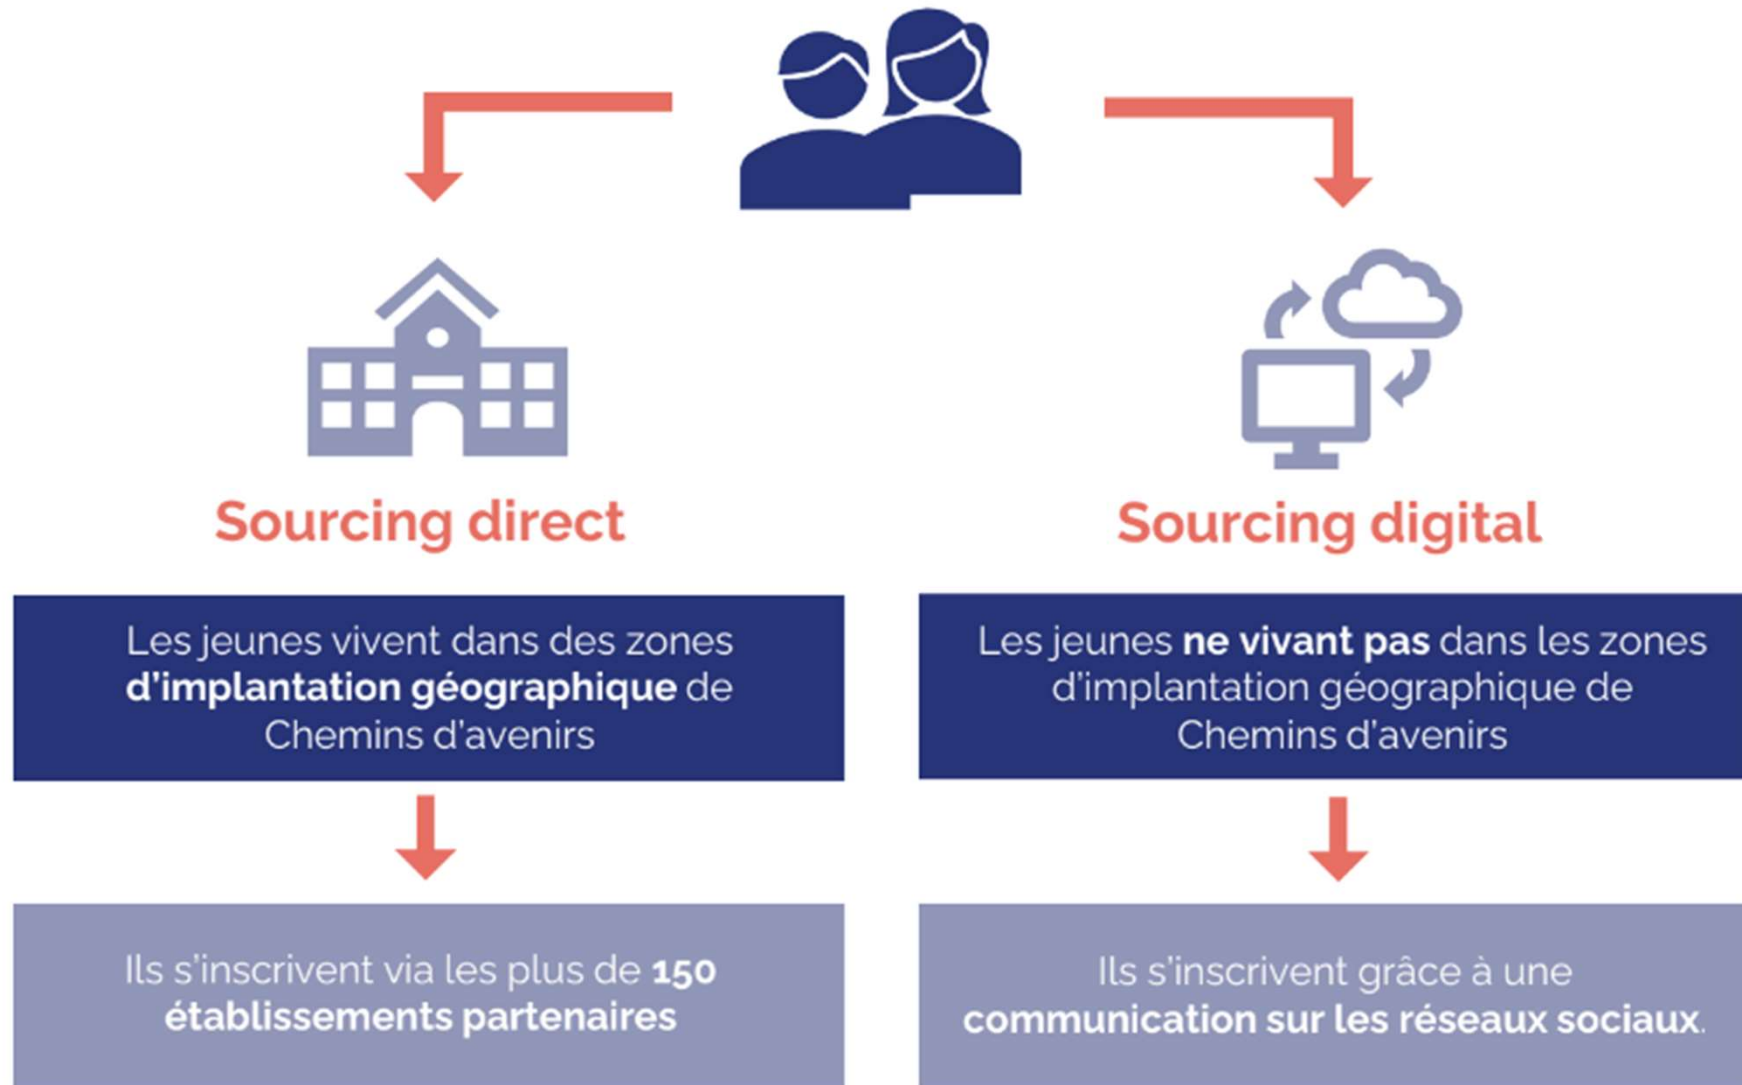 Sourcing direct
Les jeunes vivent dans des zones
d'implantation géographique de
Chemins d'avenirs
Ils s'inscrivent via les plus de 150
établissements partenaires
Sourcing digital
Les jeunes ne vivant pas dans les zones
d'implantation géographique de
Chemins d'avenirs
Ils s'inscrivent grâce à une
communication sur les réseaux sociaux.